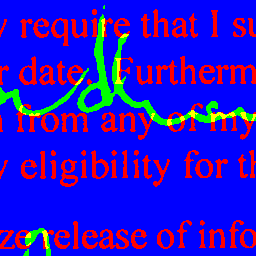 y require that I su
r date. Furtherm
from any of my
y eligibility for th
ze release of info